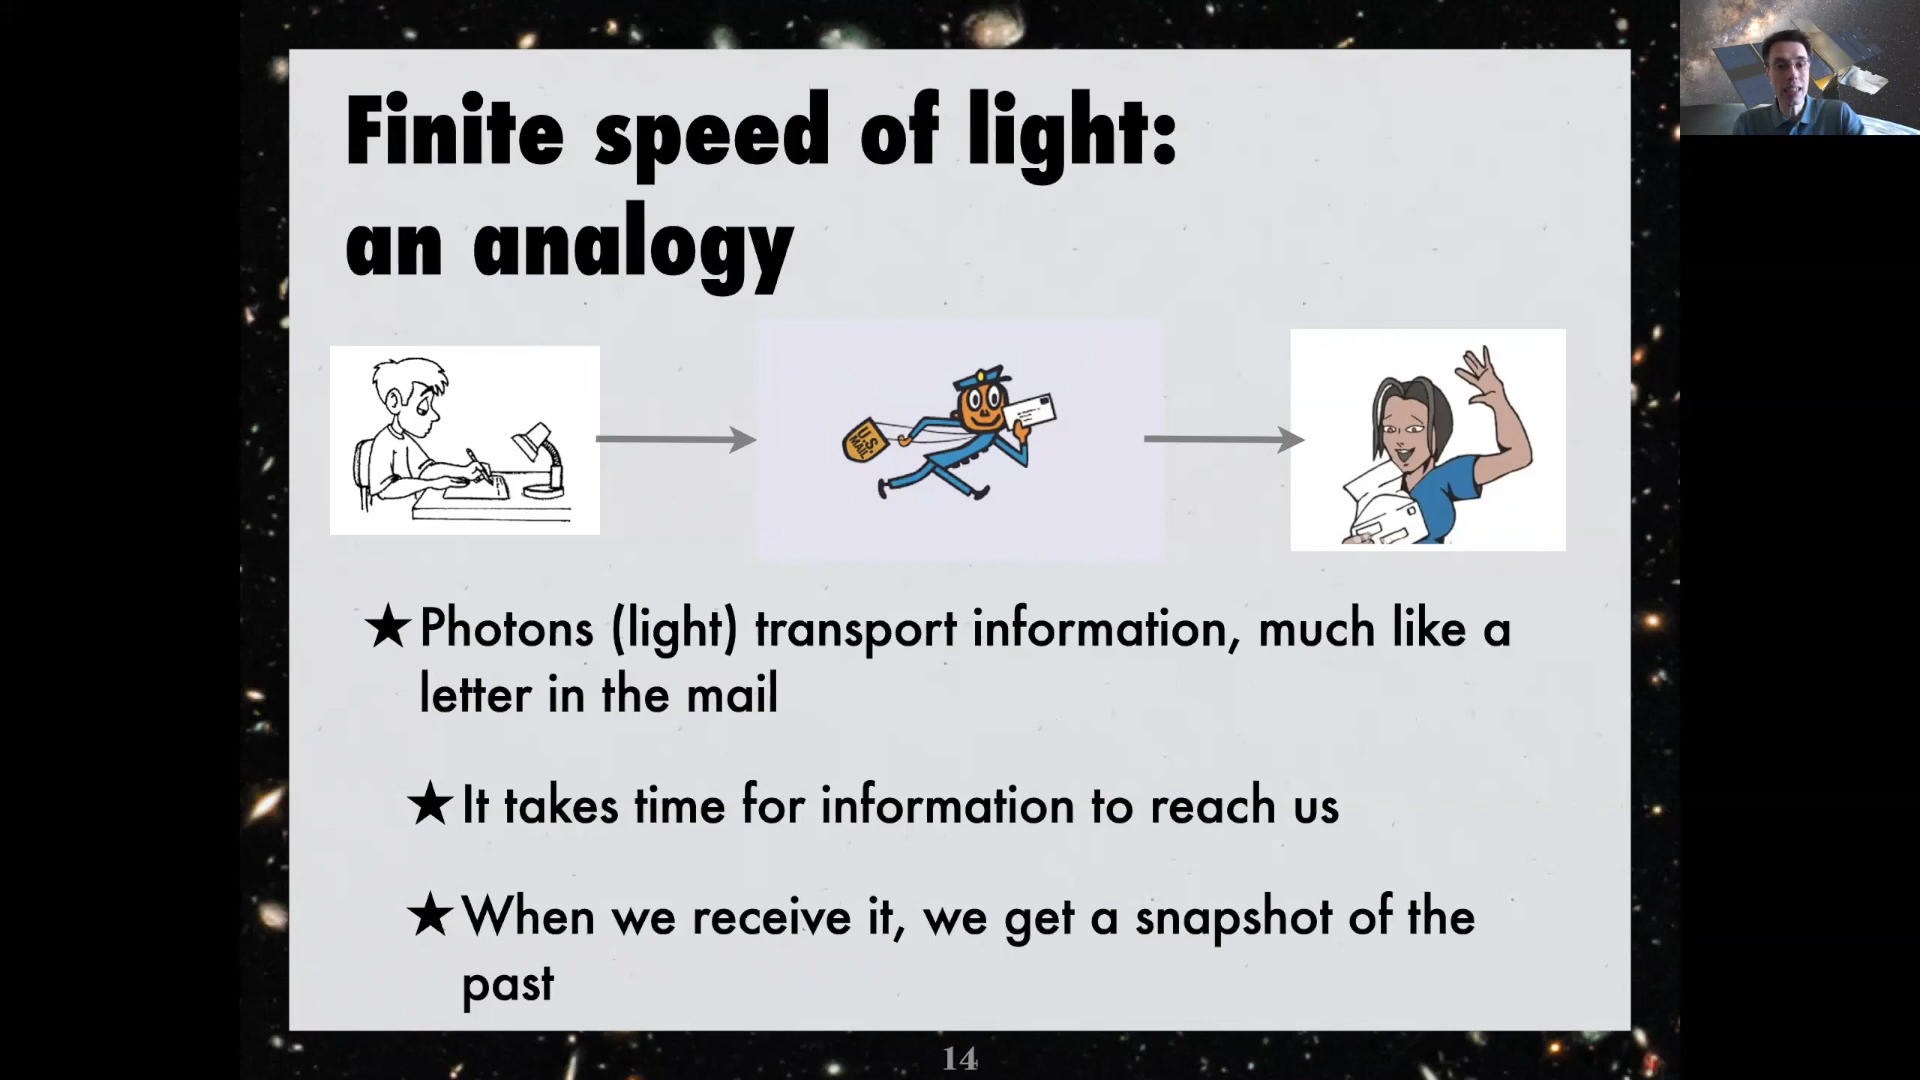 Finite speed of light:
an analogy
U.S.
MAIL
★Photons (light) transport information, much like a
letter in the mail
★It takes time for information to reach us
★When we receive it, we get a snapshot of the
past
14